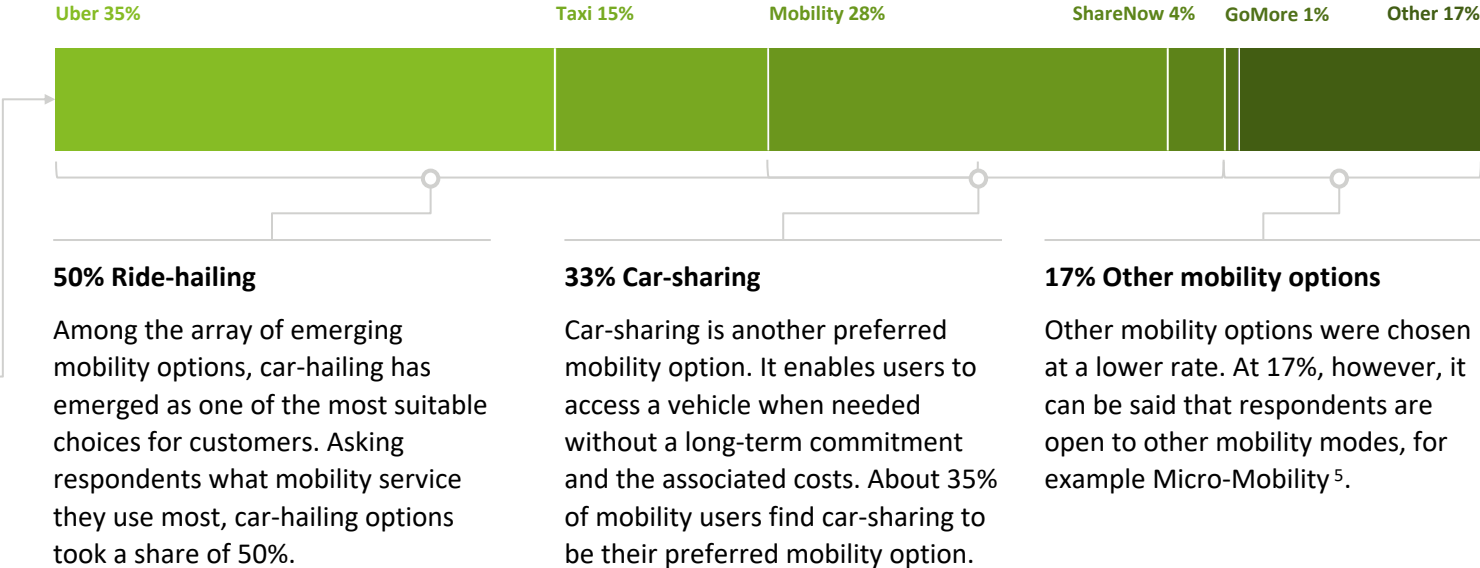 Uber 35%
Taxi 15%
Mobility 28%
ShareNow 4%
GoMore 1%
Other 17%
50% Ride-hailing
Among the array of emerging
mobility options, car-hailing has
emerged as one of the most suitable
choices for customers. Asking
respondents what mobility service
they use most, car-hailing options
took a share of 50%.
33% Car-sharing
Car-sharing is another preferred
mobility option. It enables users to
access a vehicle when needed
without a long-term commitment
and the associated costs. About 35%
of mobility users find car-sharing to
be their preferred mobility option.
17% Other mobility options
Other mobility options were chosen
at a lower rate. At 17%, however, it
can be said that respondents are
open to other mobility modes, for
example Micro-Mobility 5.